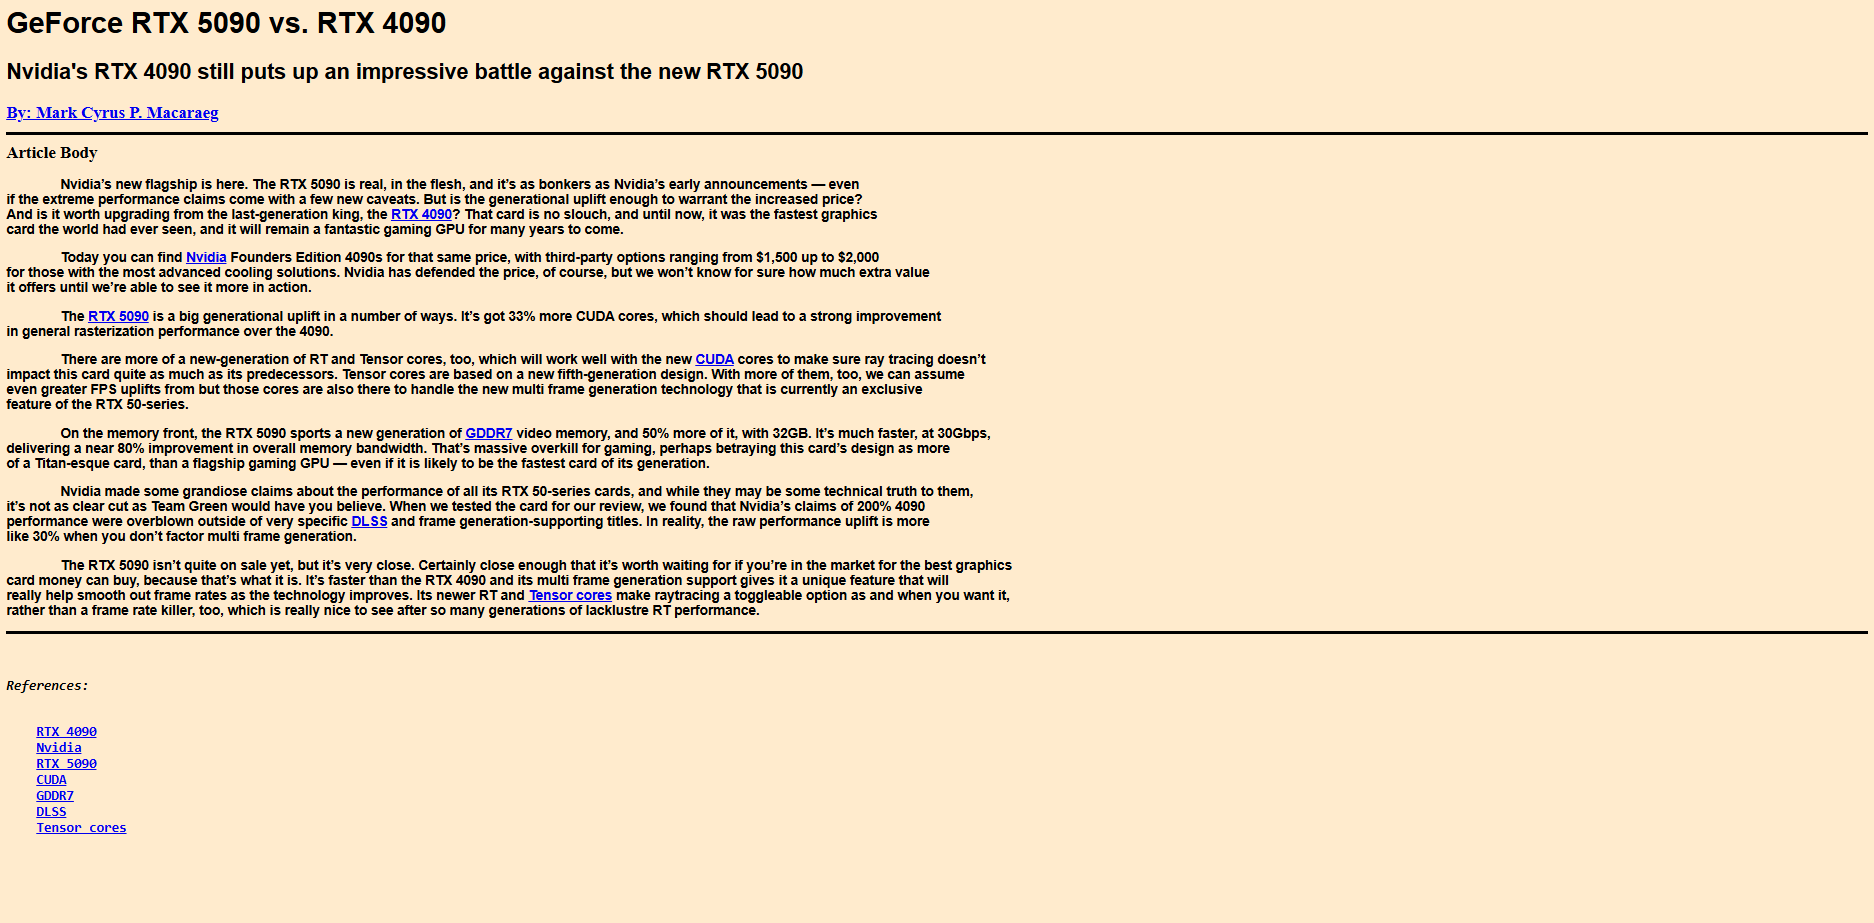 GeForce RTX 5090 vs. RTX 4090
Nvidia's RTX 4090 still puts up an impressive battle against the new RTX 5090
By: Mark Cyrus P. Macaraeg
Article Body
Nvidia’s new flagship is here. The RTX 5090 is real, in the flesh, and it’s as bonkers as Nvidia’s early announcements — even
if the extreme performance claims come with a few new caveats. But is the generational uplift enough to warrant the increased price?
And is it worth upgrading from the last-generation king, the RTX 4090? That card is no slouch, and until now, it was the fastest graphics
card the world had ever seen, and it will remain a fantastic gaming GPU for many years to come.
Today you can find Nvidia Founders Edition 4090s for that same price, with third-party options ranging from $1,500 up to $2,000
for those with the most advanced cooling solutions. Nvidia has defended the price, of course, but we won’t know for sure how much extra value
it offers until we’re able to see it more in action.
The RTX 5090 is a big generational uplift in a number of ways. It’s got 33% more CUDA cores, which should lead to a strong improvement
in general rasterization performance over the 4090.
There are more of a new-generation of RT and Tensor cores, too, which will work well with the new CUDA cores to make sure ray tracing doesn’t
impact this card quite as much as its predecessors. Tensor cores are based on a new fifth-generation design. With more of them, too, we can assume
even greater FPS uplifts from but those cores are also there to handle the new multi frame generation technology that is currently an exclusive
feature of the RTX 50-series.
On the memory front, the RTX 5090 sports a new generation of GDDR7 video memory, and 50% more of it, with 32GB. It’s much faster, at 30Gbps,
delivering a near 80% improvement in overall memory bandwidth. That’s massive overkill for gaming, perhaps betraying this card’s design as more
of a Titan-esque card, than a flagship gaming GPU — even if it is likely to be the fastest card of its generation.
Nvidia made some grandiose claims about the performance of all its RTX 50-series cards, and while they may be some technical truth to them,
it’s not as clear cut as Team Green would have you believe. When we tested the card for our review, we found that Nvidia’s claims of 200% 4090
performance were overblown outside of very specific DLSS and frame generation-supporting titles. In reality, the raw performance uplift is more
like 30% when you don’t factor multi frame generation.
The RTX 5090 isn’t quite on sale yet, but it’s very close. Certainly close enough that it’s worth waiting for if you’re in the market for the best graphics
card money can buy, because that’s what it is. It’s faster than the RTX 4090 and its multi frame generation support gives it a unique feature that will
really help smooth out frame rates as the technology improves. Its newer RT and Tensor cores make raytracing a toggleable option as and when you want it,
rather than a frame rate killer, too, which is really nice to see after so many generations of lacklustre RT performance.
References:
RTX 4090
Nvidia
RTX 5090
CUDA
GDDR7
DLSS
Tensor cores